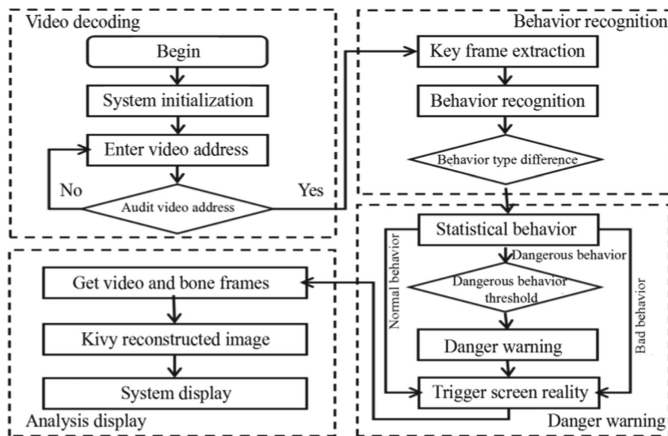 Video decoding
Begin
System initialization
Enter video address
No
Yes
Audit video address
Behavior recognition
Key frame extraction
Behavior recognition
Behavior type difference
Statistical behavior
Normal behavior
Dangerous behavior
Bad behavior
Dangerous behavior
threshold
Danger warning
Trigger screen reality
Danger warning
Get video and bone frames
Kivy reconstructed image
System display
Analysis display